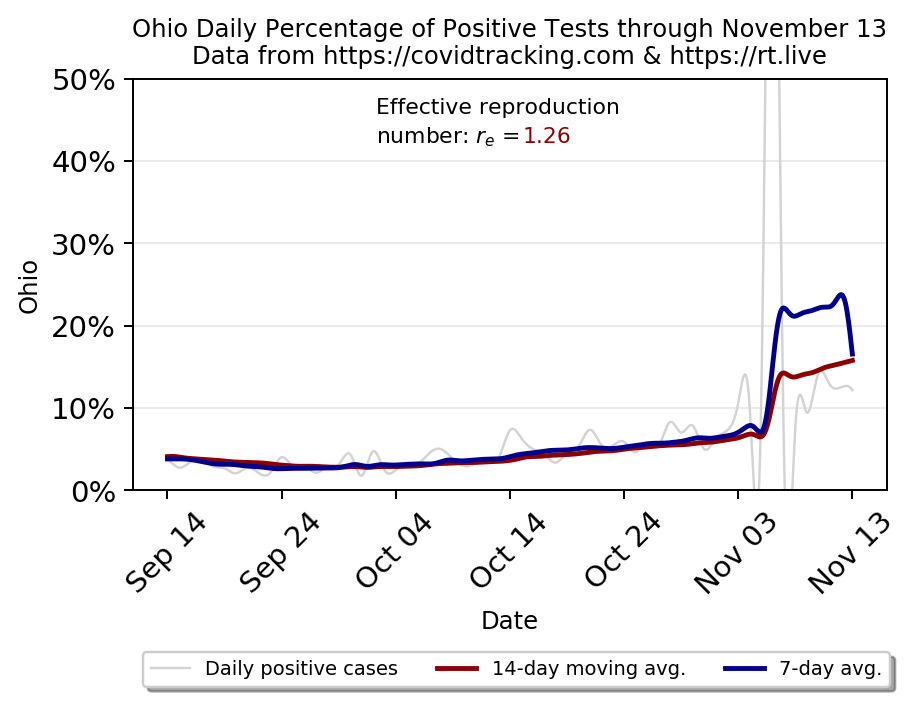 Ohio Daily Percentage of Positive Tests through November 13
Data from https://covidtracking.com & https://rt.live
50%
Effective reproduction
number: rₑ =1.26
40%
30%
Ohio
20%
10%
0%
Sep 14
Sep 24
Oct 04
Oct 14
Oct 24
Nov 03
Nov 13
Date
Daily positive cases
14-day moving avg.
7-day avg.